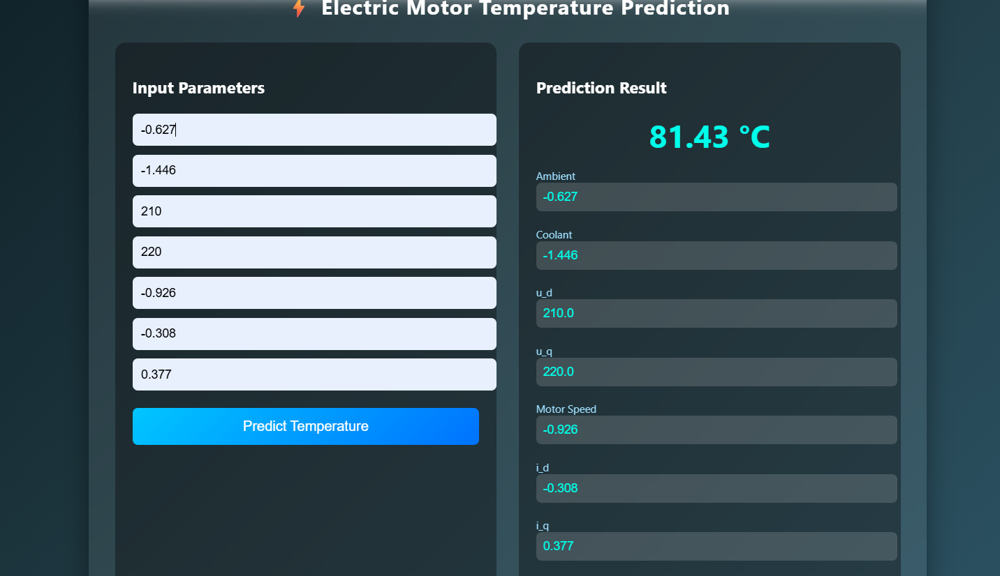 ⚡ Electric Motor Temperature Prediction
Input Parameters
-0.627
-1.446
210
220
-0.926
-0.308
0.377
Predict Temperature
Prediction Result
81.43 °C
Ambient
-0.627
Coolant
-1.446
u_d
210.0
u_q
220.0
Motor Speed
-0.926
i_d
-0.308
i_q
0.377